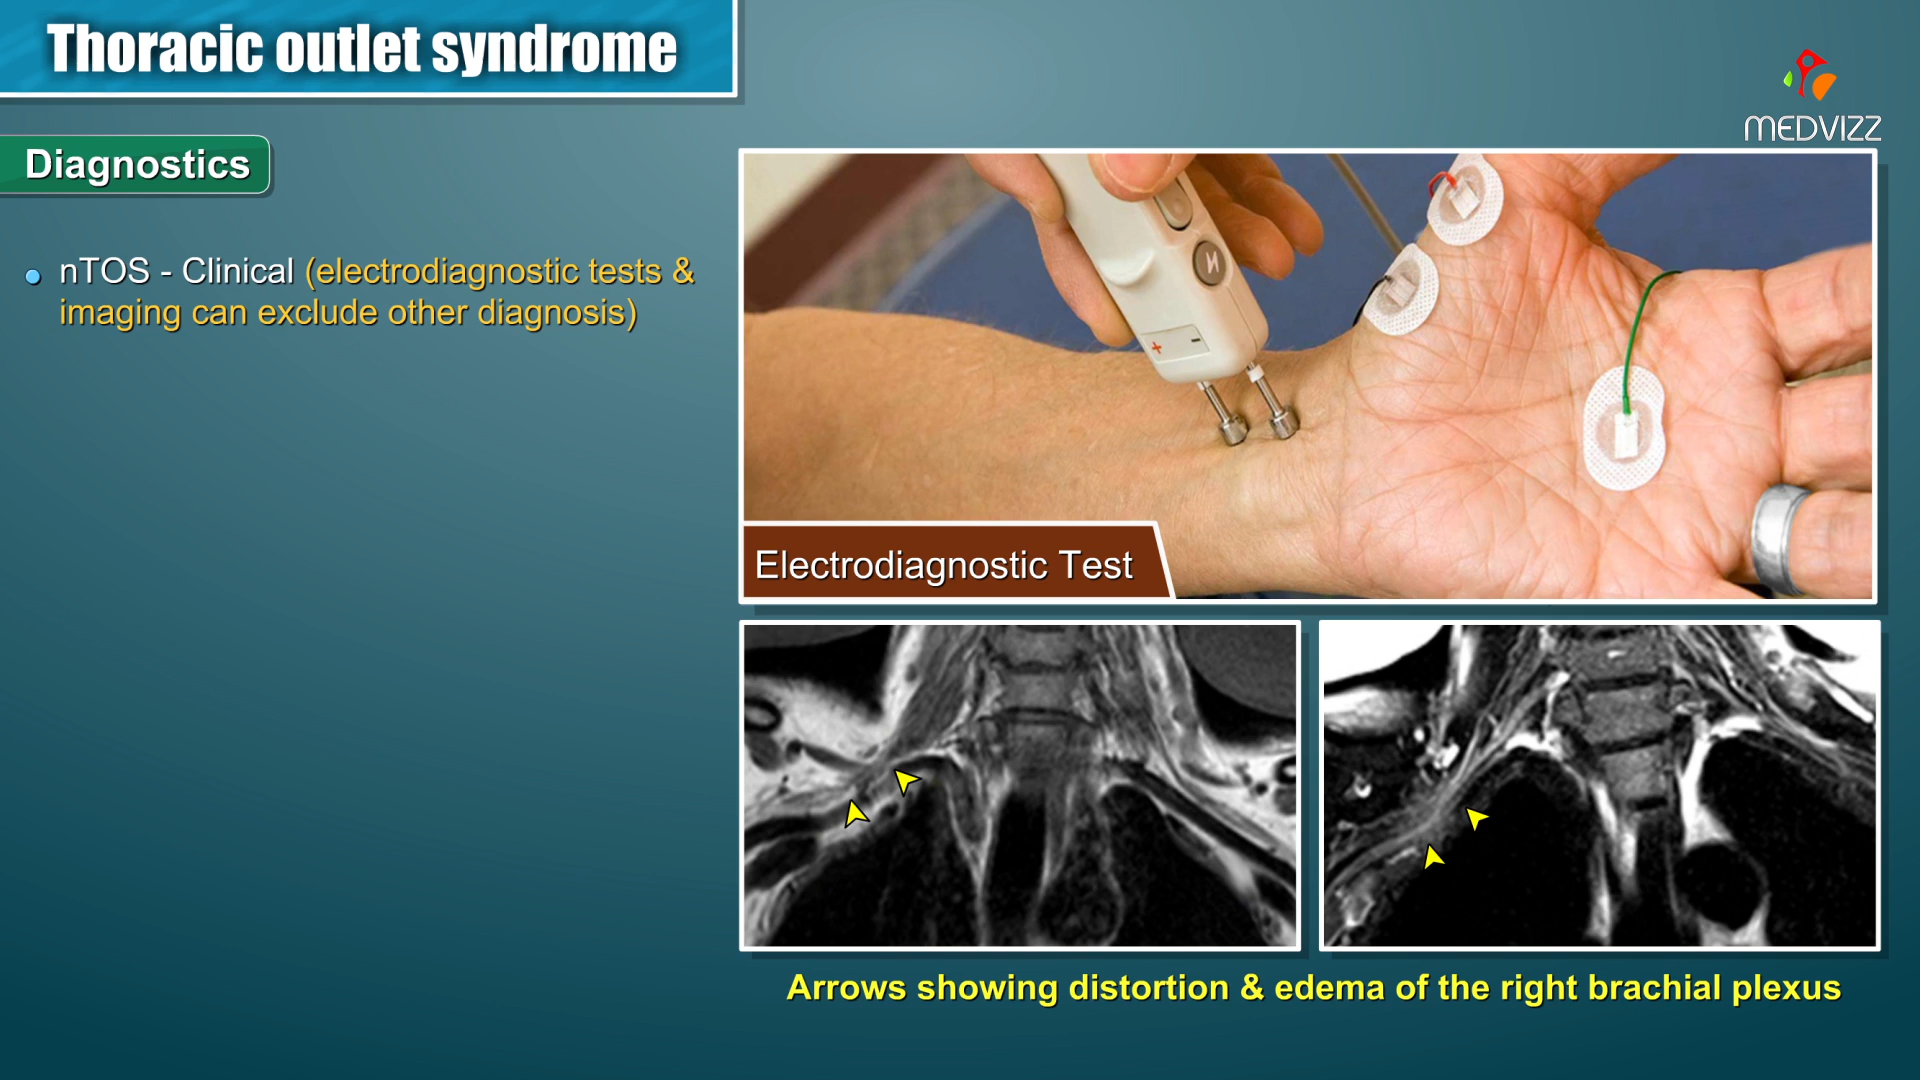 Thoracic outlet syndrome
MEDVIZZ
Diagnostics
nTOS - Clinical (electrodiagnostic tests &
imaging can exclude other diagnosis)
+ -
N
Electrodiagnostic Test
Arrows showing distortion & edema of the right brachial plexus